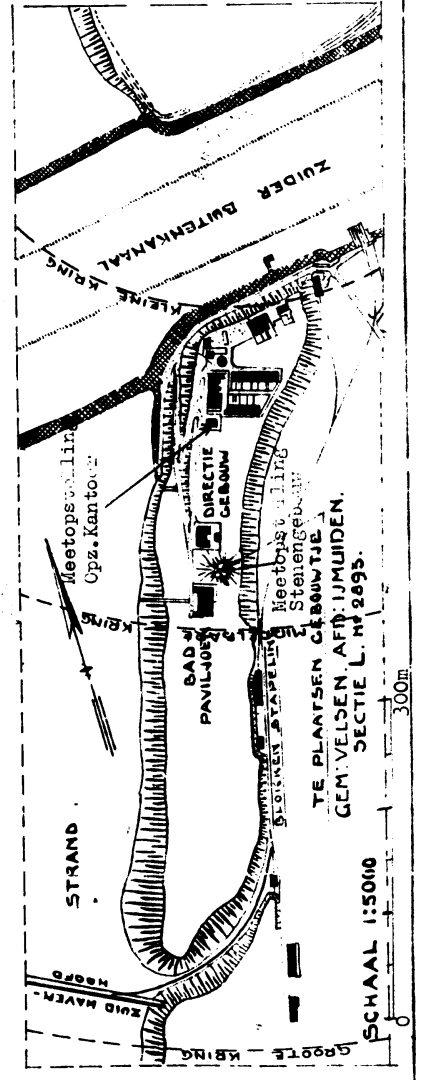 ZUIDER BUITENKANAAL
KLEINE KRING
Meetopstelling
Opz.Kantoor
DIRECTIE
GEBOUW
Meetopstelling
KRING
BAD
PAVILJOEN
BLOKKEN STAPELING
TE PLAATSEN GEBOUWTJE
GEM: VELSEN, AFD: IJMUIDEN.
SECTIE L. Nº 2893.
STRAND.
ZUID HAVEN-
HOOFD
GROOTE KRING
SCHAAL 1:5000
0
300m